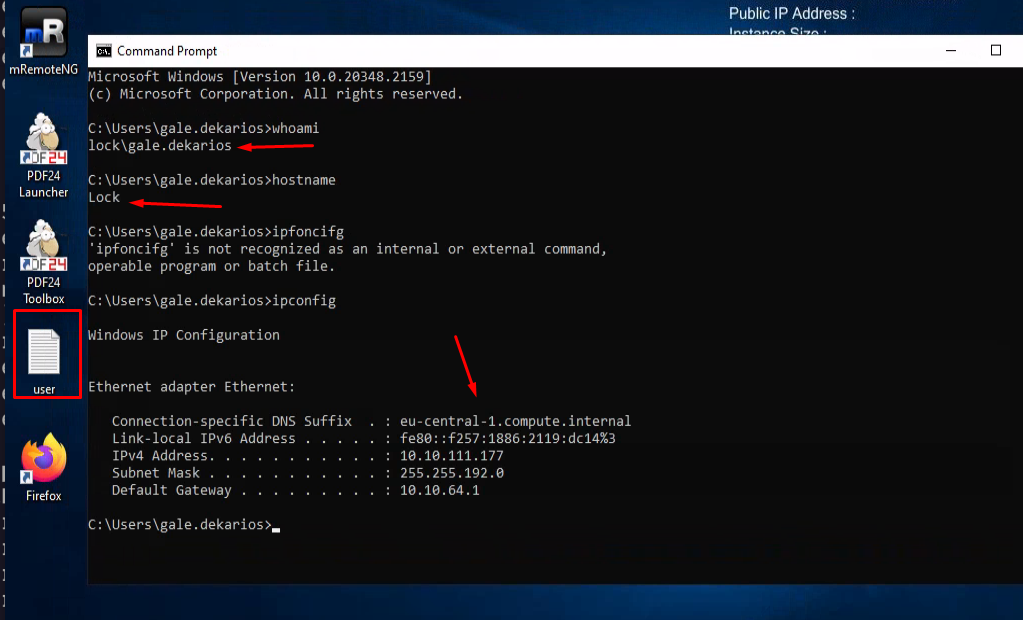 Public IP Address :
Instance Size :
mRemoteNG
Command Prompt
Microsoft Windows [Version 10.0.20348.2159]
(c) Microsoft Corporation. All rights reserved.
C:\Users\gale.dekarios>whoami
lock\gale.dekarios
C:\Users\gale.dekarios>hostname
Lock
C:\Users\gale.dekarios>ipfoncifg
'ipfoncifg' is not recognized as an internal or external command,
operable program or batch file.
C:\Users\gale.dekarios>ipconfig
Windows IP Configuration
Ethernet adapter Ethernet:
Connection-specific DNS Suffix  . : eu-central-1.compute.internal
Link-local IPv6 Address . . . . . : fe80::f257:1886:2119:dc14%3
IPv4 Address. . . . . . . . . . . : 10.10.111.177
Subnet Mask . . . . . . . . . . . : 255.255.192.0
Default Gateway . . . . . . . . . : 10.10.64.1
C:\Users\gale.dekarios>
mR
PDF24
PDF24
Launcher
PDF24
PDF24
Toolbox
user
Firefox